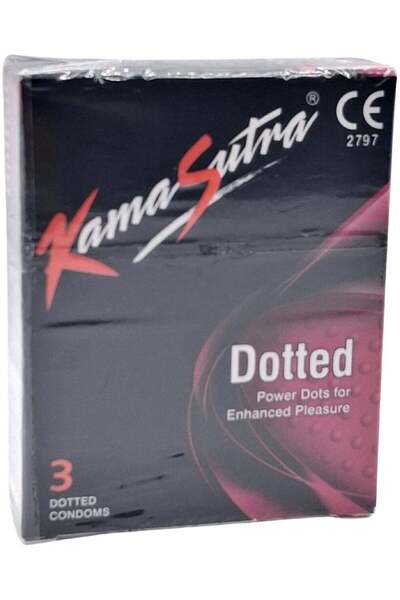 KamaSutra®
CE
2797
Dotted
Power Dots for
Enhanced Pleasure
3
DOTTED
CONDOMS